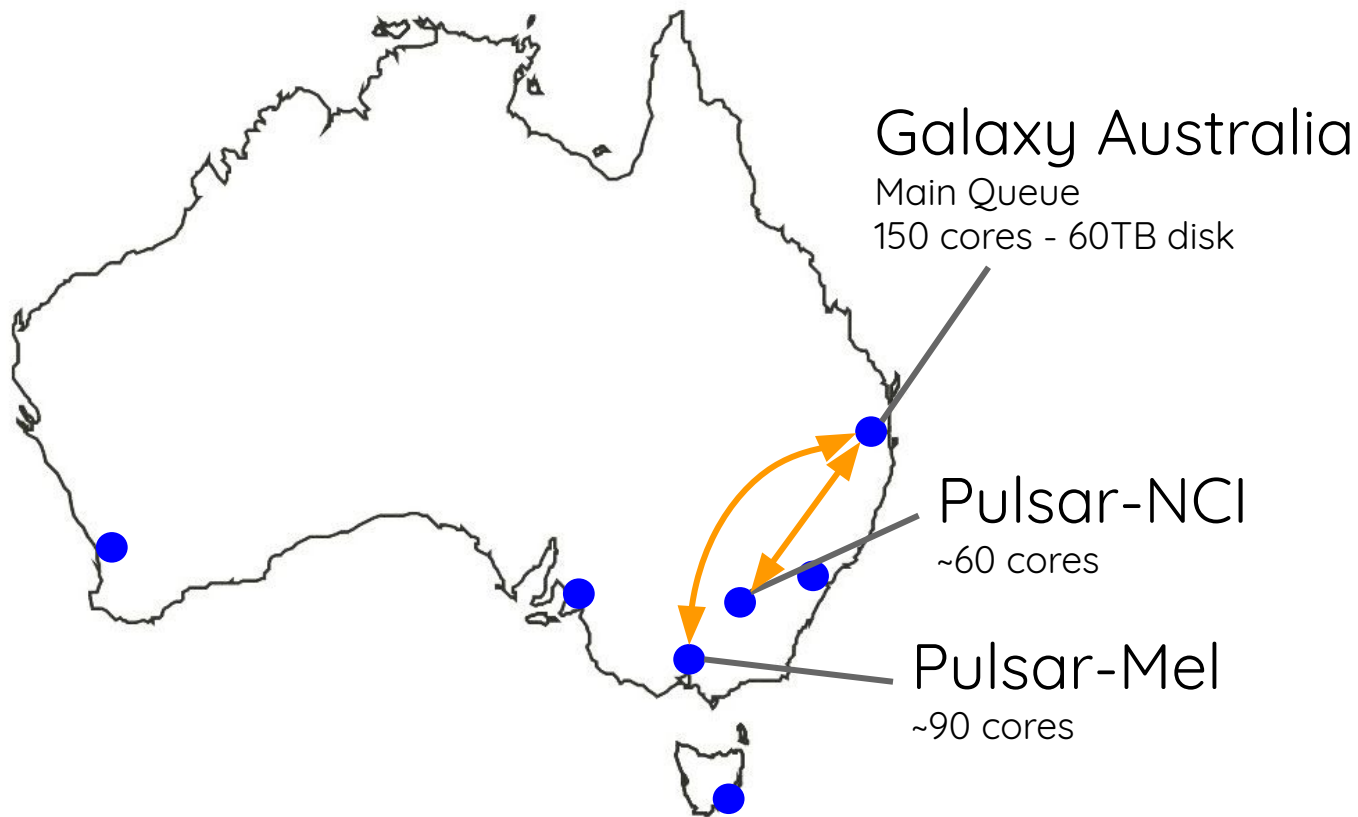 Galaxy Australia
Main Queue
150 cores - 60TB disk
Pulsar-NCI
~60 cores
Pulsar-Mel
~90 cores